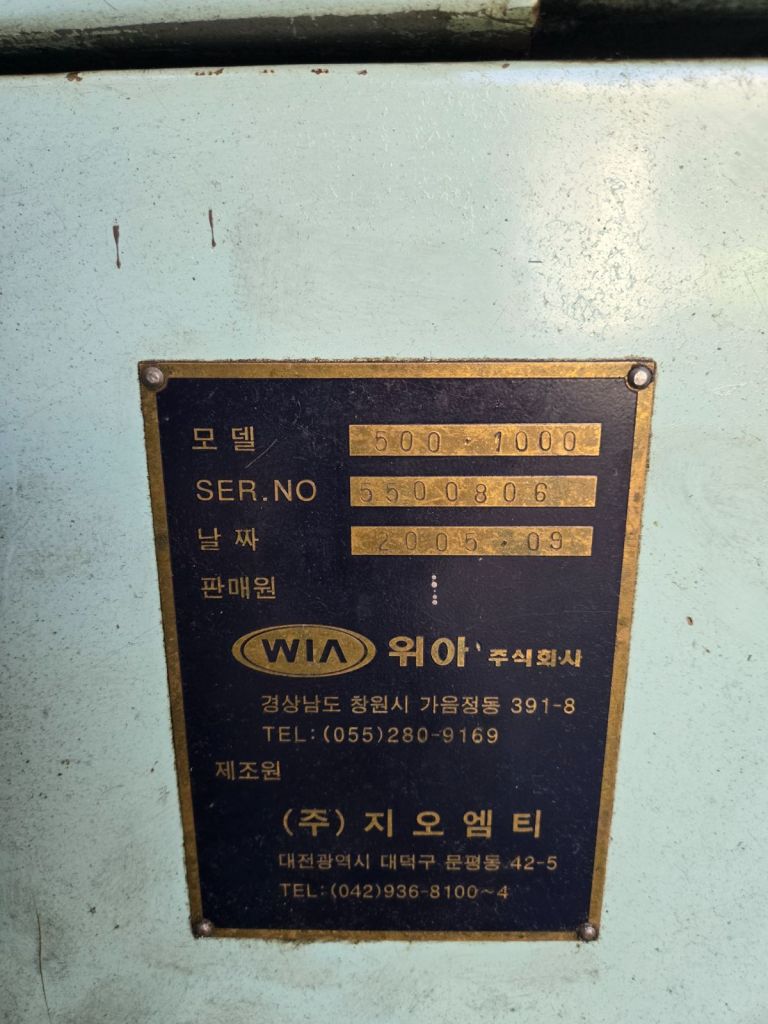 모델 500 · 1000
SER.NO 5500806
날짜 2005 · 09
판매원
WIA 위아 주식회사
경상남도 창원시 가음정동 391-8
TEL:(055)280-9169
제조원
(주) 지오엠티
대전광역시 대덕구 문평동 42-5
TEL:(042)936-8100~4